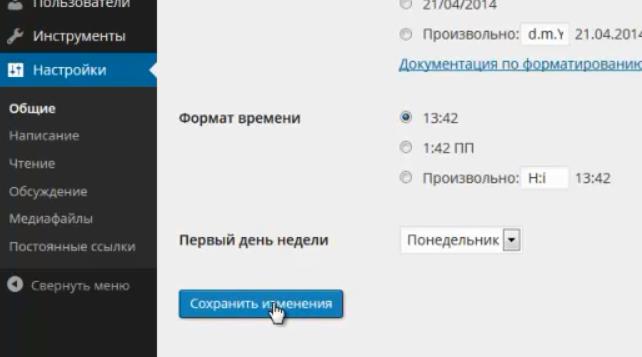 Пользователи
Инструменты
Настройки
Общие
Написание
Чтение
Обсуждение
Медиафайлы
Постоянные ссылки
Свернуть меню
21/04/2014
Произвольно: d.m.Y 21.04.2014
Документация по форматированию
Формат времени
13:42
1:42 ПП
Произвольно: H:i 13:42
Первый день недели
Понедельник
Сохранить изменения